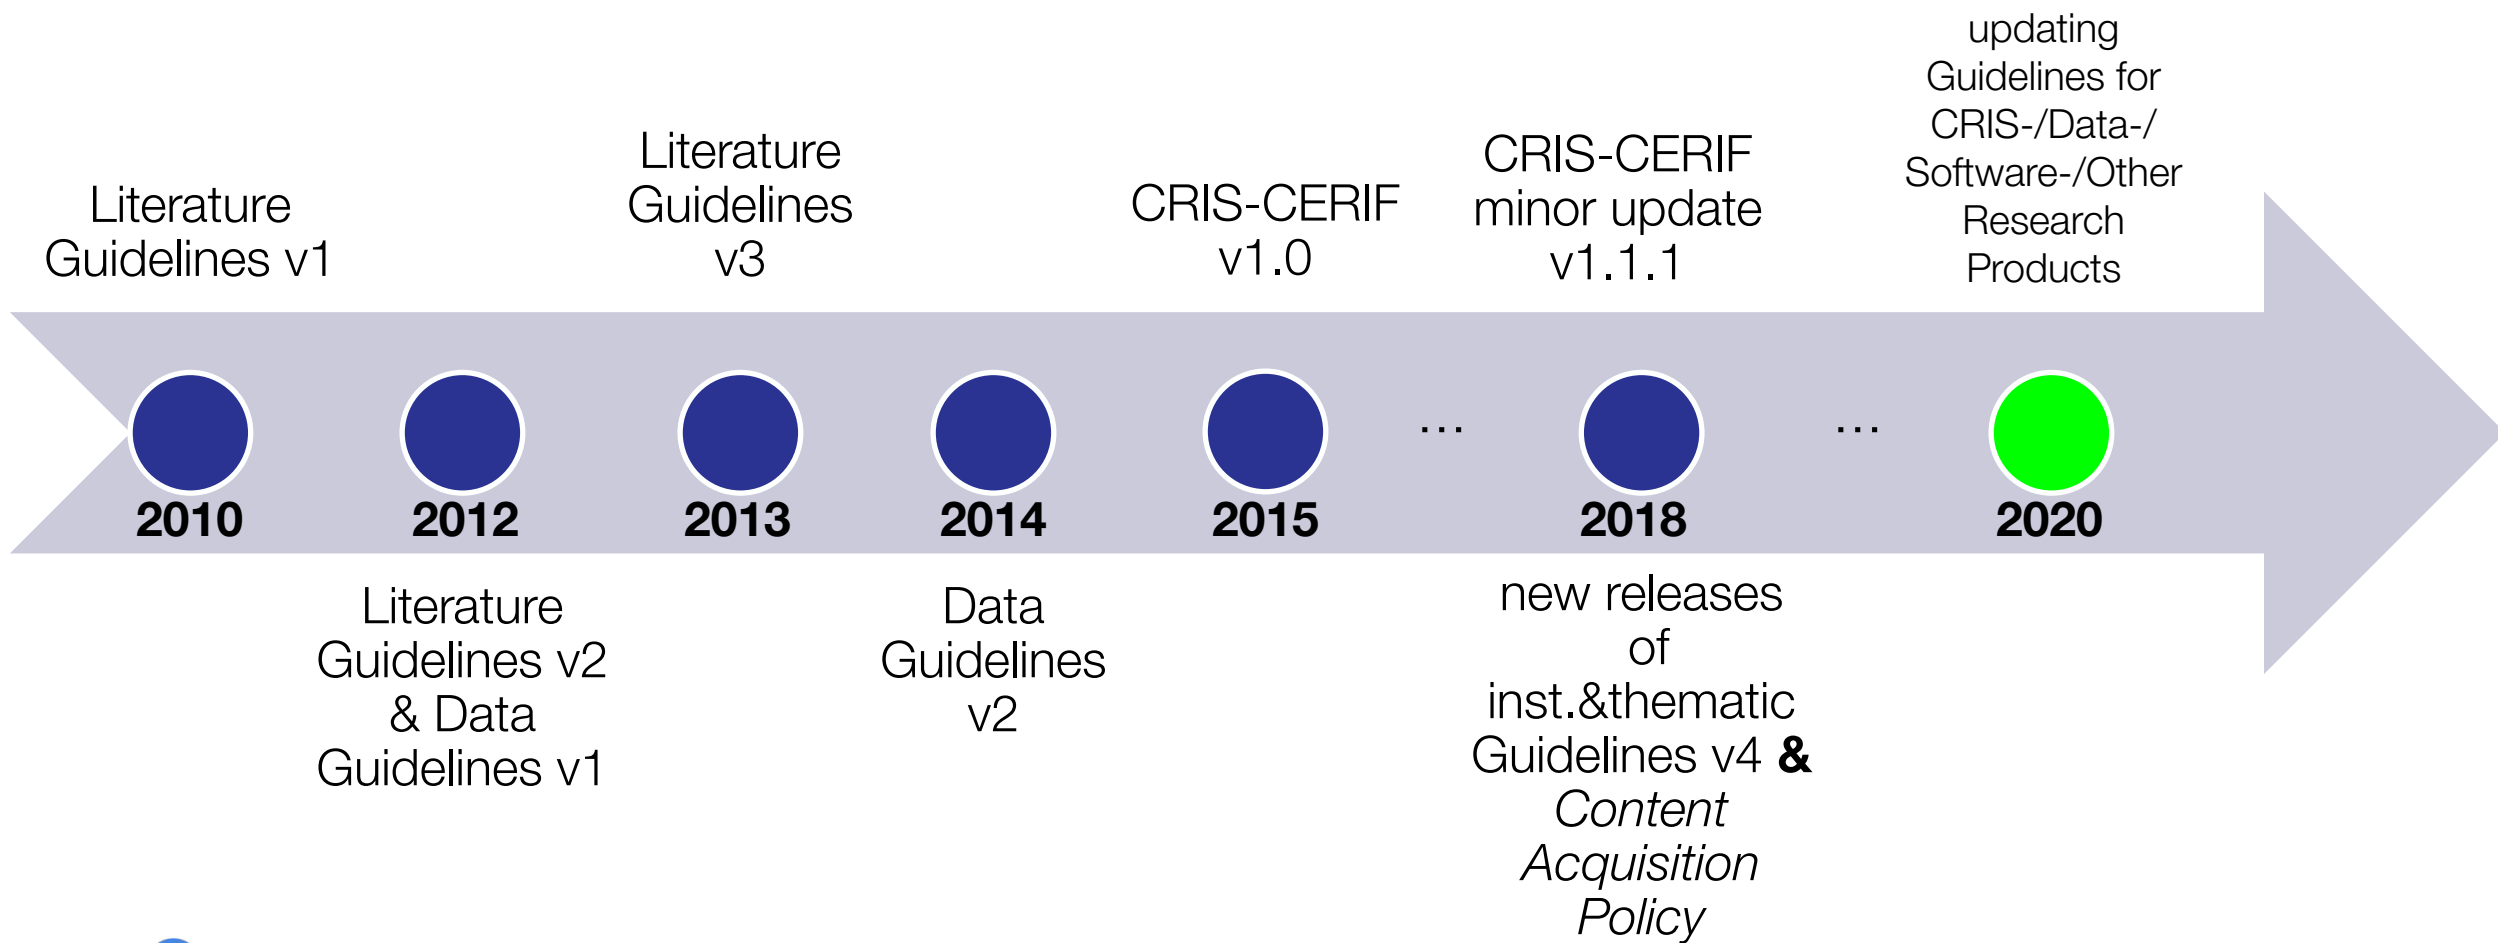 Literature
Guidelines v1
Literature
Guidelines
v3
CRIS-CERIF
v1.0
CRIS-CERIF
minor update
v1.1.1
updating
Guidelines for
CRIS-/Data-/
Software-/Other
Research
Products
... ...
2010 2012 2013 2014 2015 2018 2020
Literature
Guidelines v2
& Data
Guidelines v1
Data
Guidelines
v2
new releases
of
inst.&thematic
Guidelines v4 &
Content
Acquisition
Policy